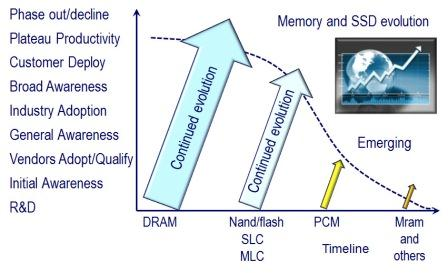 Phase out/decline
Plateau Productivity
Customer Deploy
Broad Awareness
Industry Adoption
General Awareness
Vendors Adopt/Qualify
Initial Awareness
R&D
Memory and SSD evolution
Continued evolution
Continued evolution
Emerging
DRAM
Nand/flash
SLC
MLC
PCM
Mram
and
others
Timeline